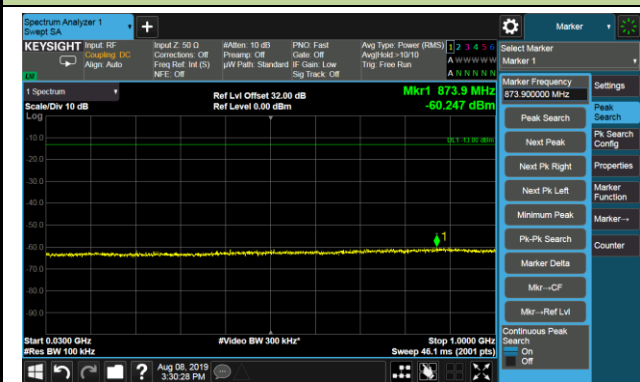 Spectrum Analyzer 1
Swept SA
+
Marker
KEYSIGHT
Input: RF
Coupling: DC
Align: Auto
Input Z: 50 Ω
Corrections: Off
Freq Ref: Int (S)
NFE: Off
#Atten: 10 dB
Preamp: Off
µW Path: Standard
PNO: Fast
Gate: Off
IF Gain: Low
Sig Track: Off
Avg Type: Power (RMS)
Avg|Hold: >10/10
Trig: Free Run
1 2 3 4 5 6
A W W W W W
A N N N N N
Select Marker
Marker 1
1 Spectrum
Scale/Div 10 dB
Log
Ref Lvl Offset 32.00 dB
Ref Level 0.00 dBm
Mkr1 873.9 MHz
-60.247 dBm
DL1 -13.00 dBm
-10.0
-20.0
-30.0
-40.0
-50.0
-60.0
-70.0
-80.0
-90.0
1
Start 0.0300 GHz
#Res BW 100 kHz
#Video BW 300 kHz*
Stop 1.0000 GHz
Sweep 46.1 ms (2001 pts)
Marker Frequency
873.900000 MHz
Peak Search
Next Peak
Next Pk Right
Next Pk Left
Minimum Peak
Pk-Pk Search
Marker Delta
Mkr→CF
Mkr→Ref Lvl
Continuous Peak
Search
On
Off
Settings
Peak
Search
Pk Search
Config
Properties
Marker
Function
Marker→
Counter
?
Aug 08, 2019
3:30:28 PM